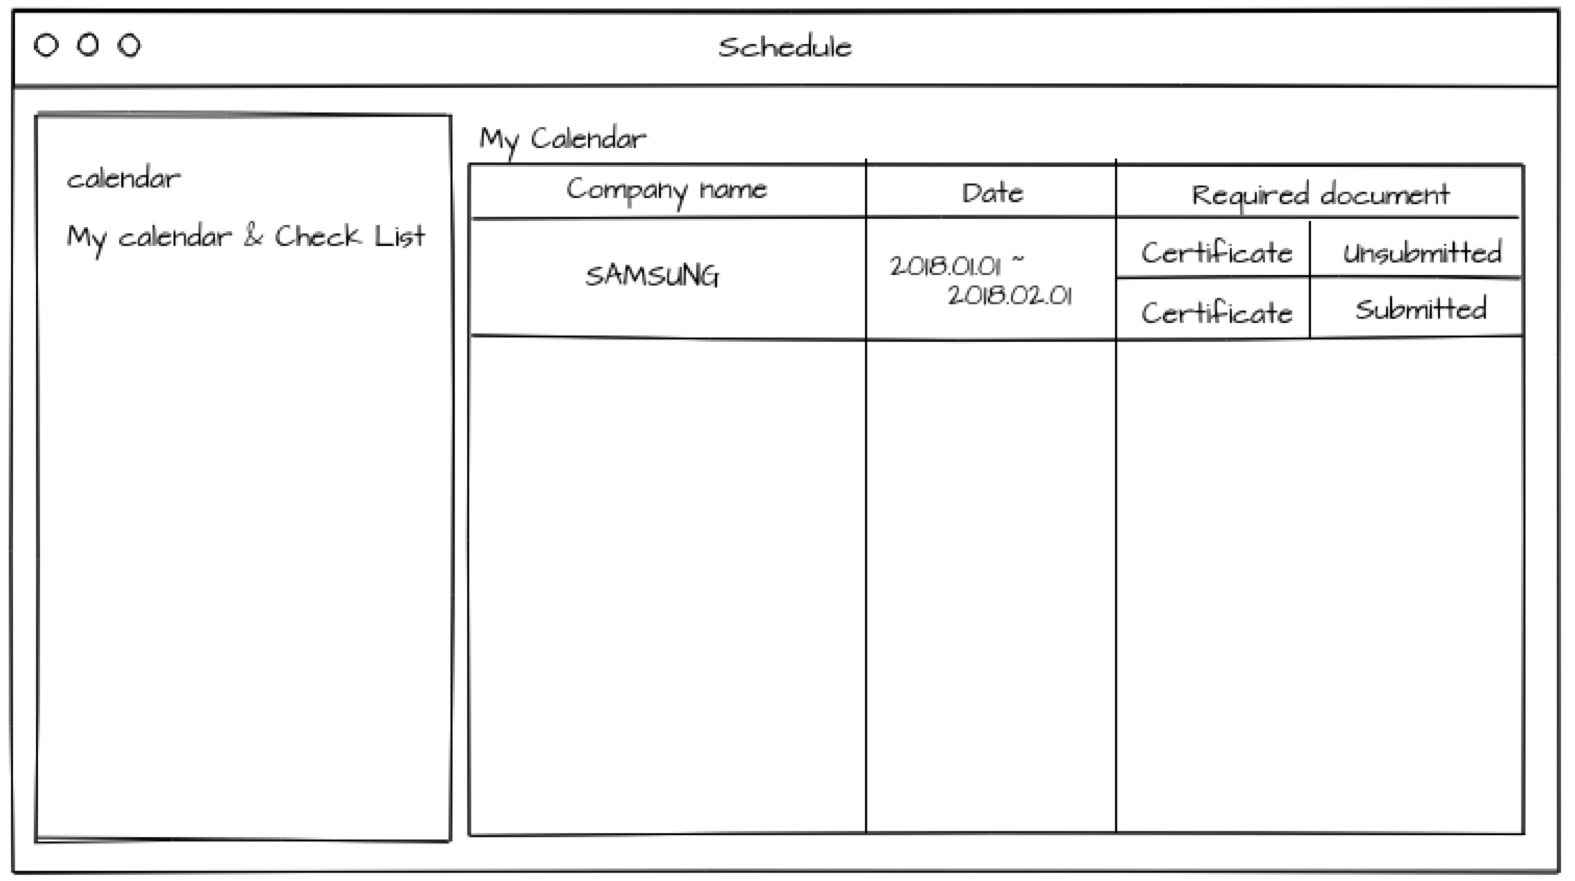 Schedule
calendar
My calendar & Check List
My Calendar
Company name
Date
Required document
SAMSUNG
2018.01.01 ~
2018.02.01
Certificate
Unsubmitted
Certificate
Submitted